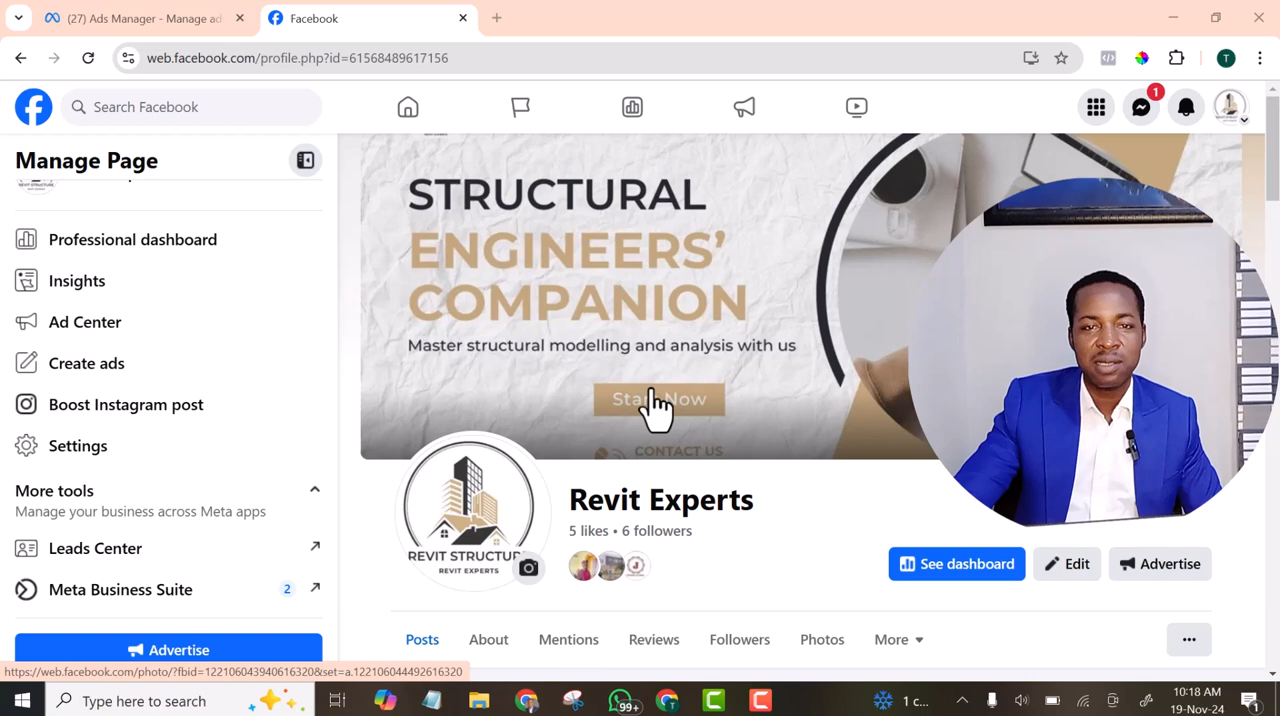 (27) Ads Manager - Manage ad
Facebook
web.facebook.com/profile.php?id=61568489617156
T
Search Facebook
1
Manage Page
Professional dashboard
Insights
Ad Center
Create ads
Boost Instagram post
Settings
More tools
Manage your business across Meta apps
Leads Center
Meta Business Suite
2
Advertise
STRUCTURAL
ENGINEERS’
COMPANION
Master structural modelling and analysis with us
Start Now
CONTACT US
REVIT STRUCTURE
REVIT EXPERTS
Revit Experts
5 likes • 6 followers
See dashboard
Edit
Advertise
Posts
About
Mentions
Reviews
Followers
Photos
More
https://web.facebook.com/photo/?fbid=122106043940616320&set=a.122106044492616320
Type here to search
99+
1 c...
10:18 AM
19-Nov-24
1